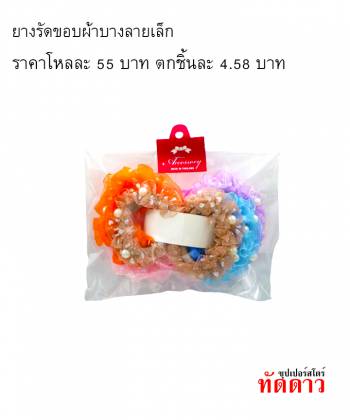 ยางรัดขอบผ้าบางลายเล็ก
ราคาโหลละ 55 บาท ตกชิ้นละ 4.58 บาท
Accessory
MADE IN THAILAND
ซุปเปอร์สโตร์
ทัดดาว